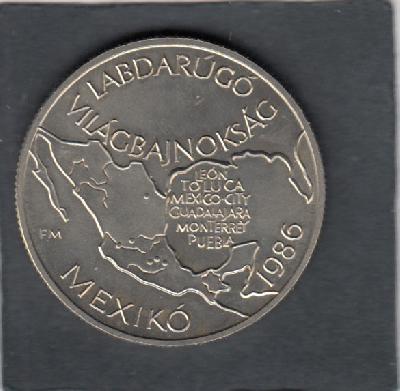 LABDARÚGÓ
VILÁGBAJNOKSÁG
LEÓN
TOLUCA
MEXICO-CITY
GUADALAJARA
MONTERREY
PUEBLA
FM
1986
MEXIKÓ